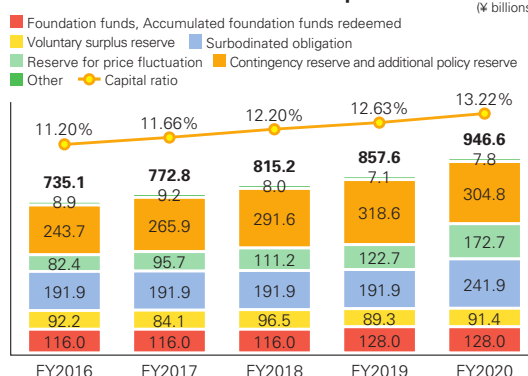 (¥ billions
Foundation funds, Accumulated foundation funds redeemed
Voluntary surplus reserve Surbodinated obligation
Reserve for price fluctuation Contingency reserve and additional policy reserve
Other Capital ratio
11.20% 11.66% 12.20% 12.63% 13.22%
735.1 772.8 815.2 857.6 946.6
8.9 9.2 8.0 7.1 7.8
243.7 265.9 291.6 318.6 304.8
82.4 95.7 111.2 122.7 172.7
191.9 191.9 191.9 191.9 241.9
92.2 84.1 96.5 89.3 91.4
116.0 116.0 116.0 128.0 128.0
FY2016 FY2017 FY2018 FY2019 FY2020